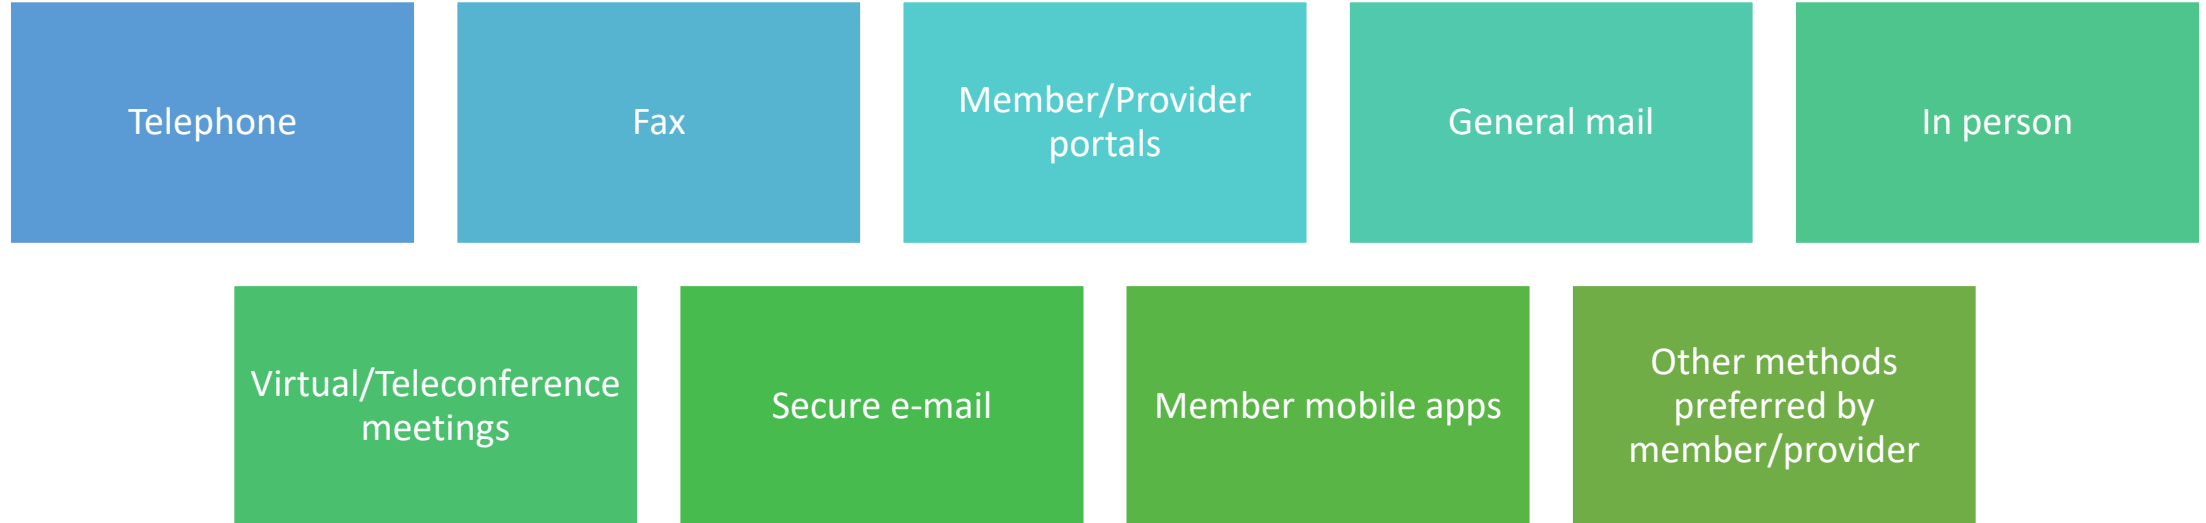 Telephone
Fax
Member/Provider
portals
General mail
In person
Virtual/Teleconference
meetings
Secure e-mail
Member mobile apps
Other methods
preferred by
member/provider